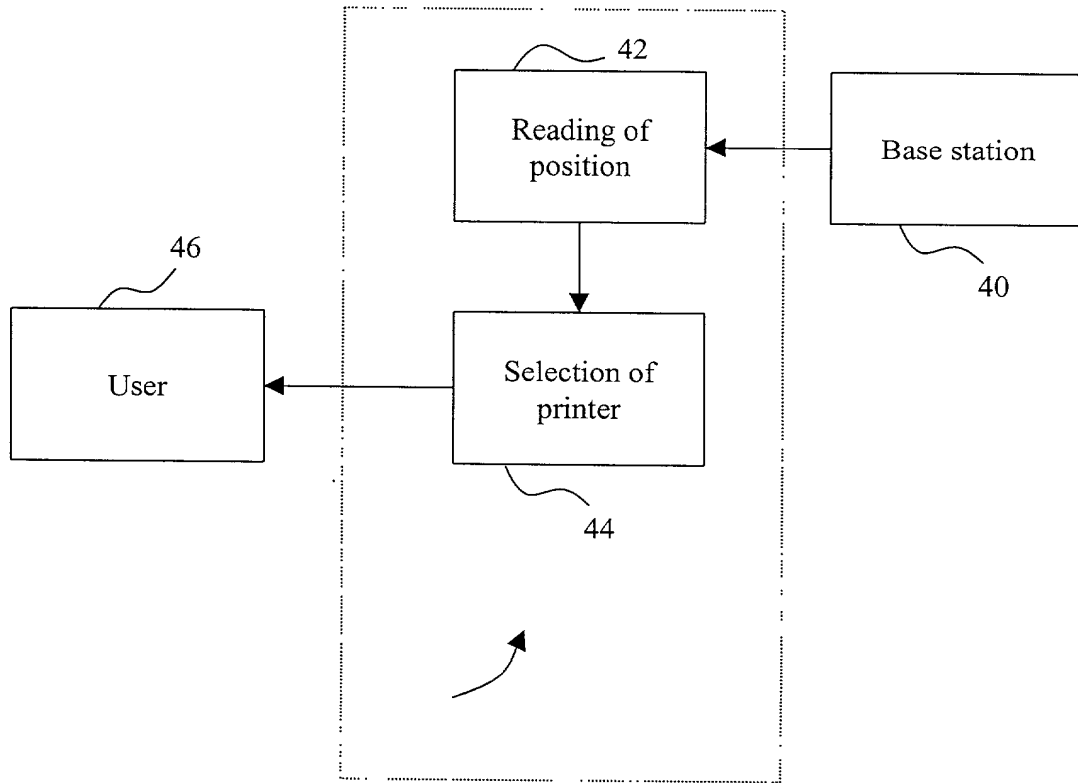 42
Reading of
position
Base station
40
46
User
Selection of
printer
44